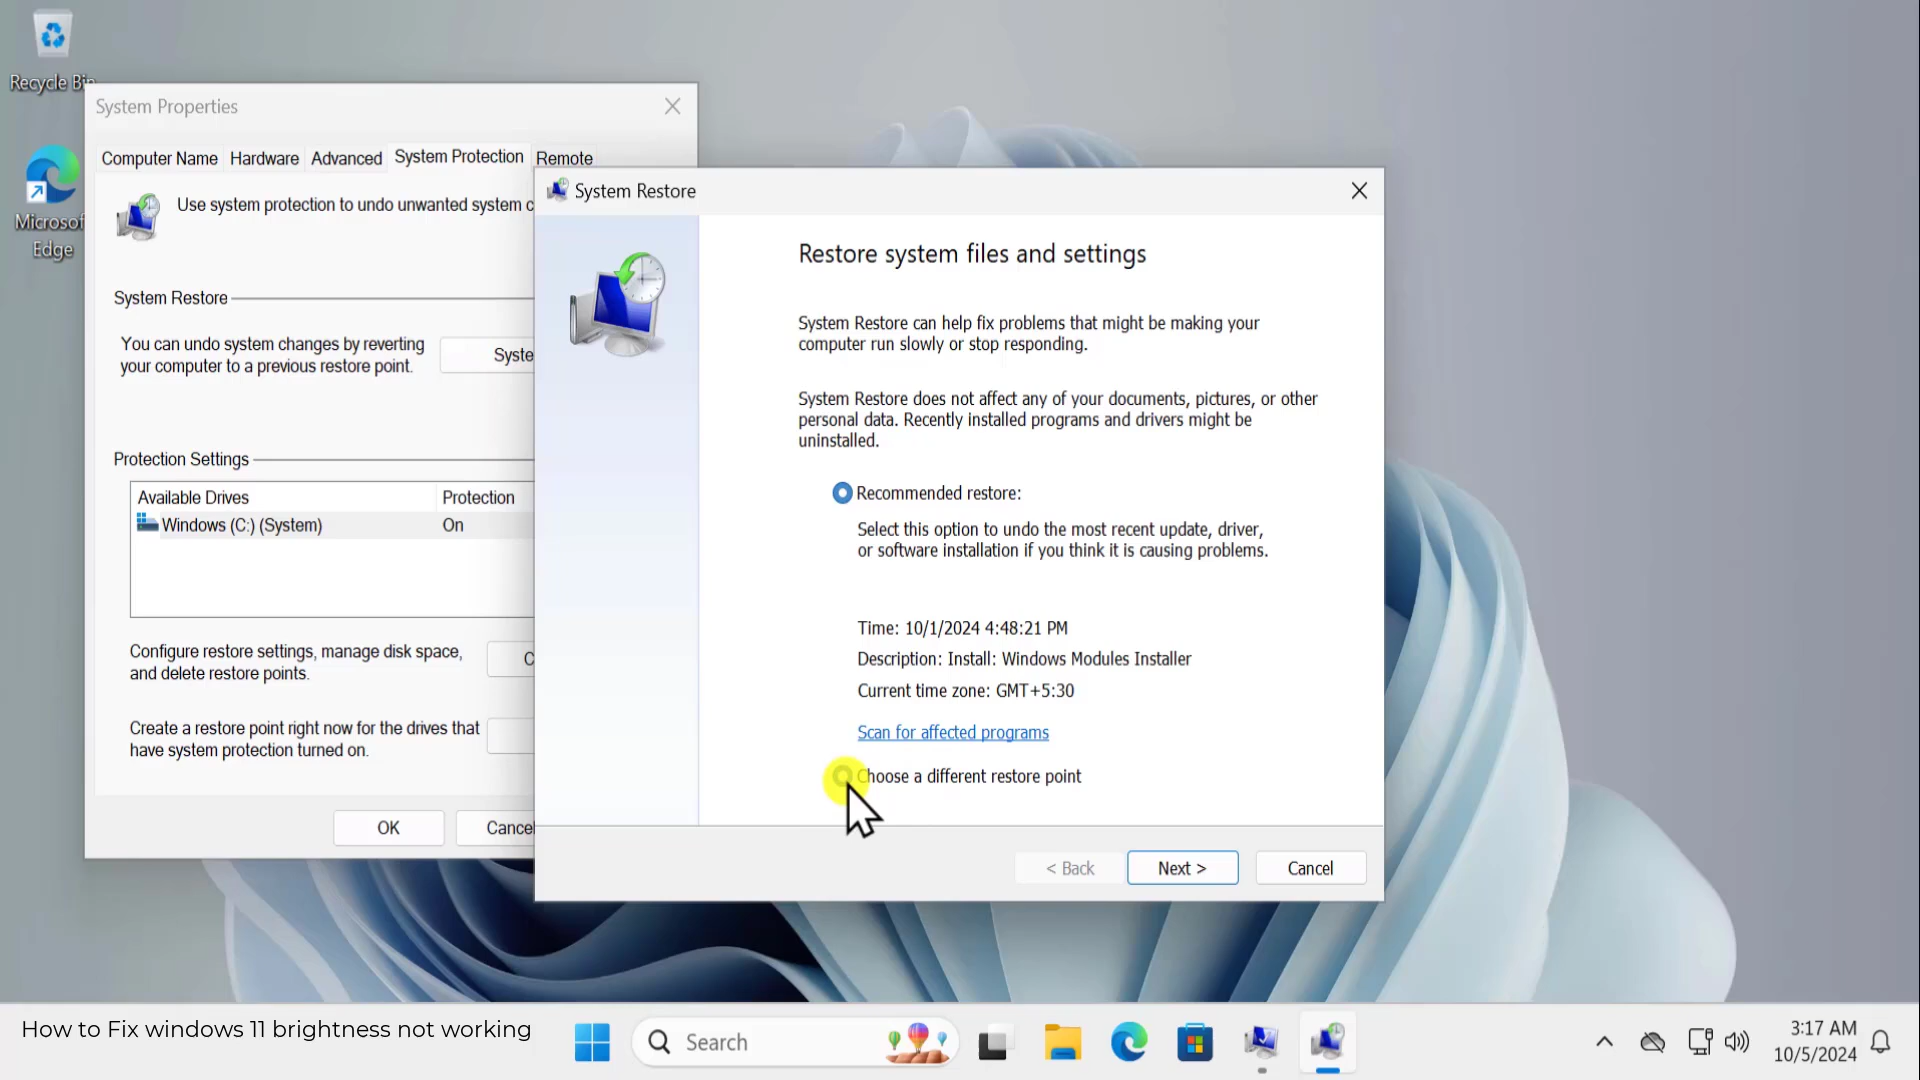 Recycle Bin
Microsof
Edge
System Properties
Computer Name
Hardware
Advanced
System Protection
Remote
Use system protection to undo unwanted system c
System Restore
You can undo system changes by reverting
your computer to a previous restore point.
Syste
Protection Settings
Available Drives
Protection
Windows (C:) (System)
On
Configure restore settings, manage disk space,
and delete restore points.
C
Create a restore point right now for the drives that
have system protection turned on.
OK
Cancel
System Restore
Restore system files and settings
System Restore can help fix problems that might be making your
computer run slowly or stop responding.
System Restore does not affect any of your documents, pictures, or other
personal data. Recently installed programs and drivers might be
uninstalled.
Recommended restore:
Select this option to undo the most recent update, driver,
or software installation if you think it is causing problems.
Time: 10/1/2024 4:48:21 PM
Description: Install: Windows Modules Installer
Current time zone: GMT+5:30
Scan for affected programs
Choose a different restore point
< Back
Next >
Cancel
How to Fix windows 11 brightness not working
Search
3:17 AM
10/5/2024